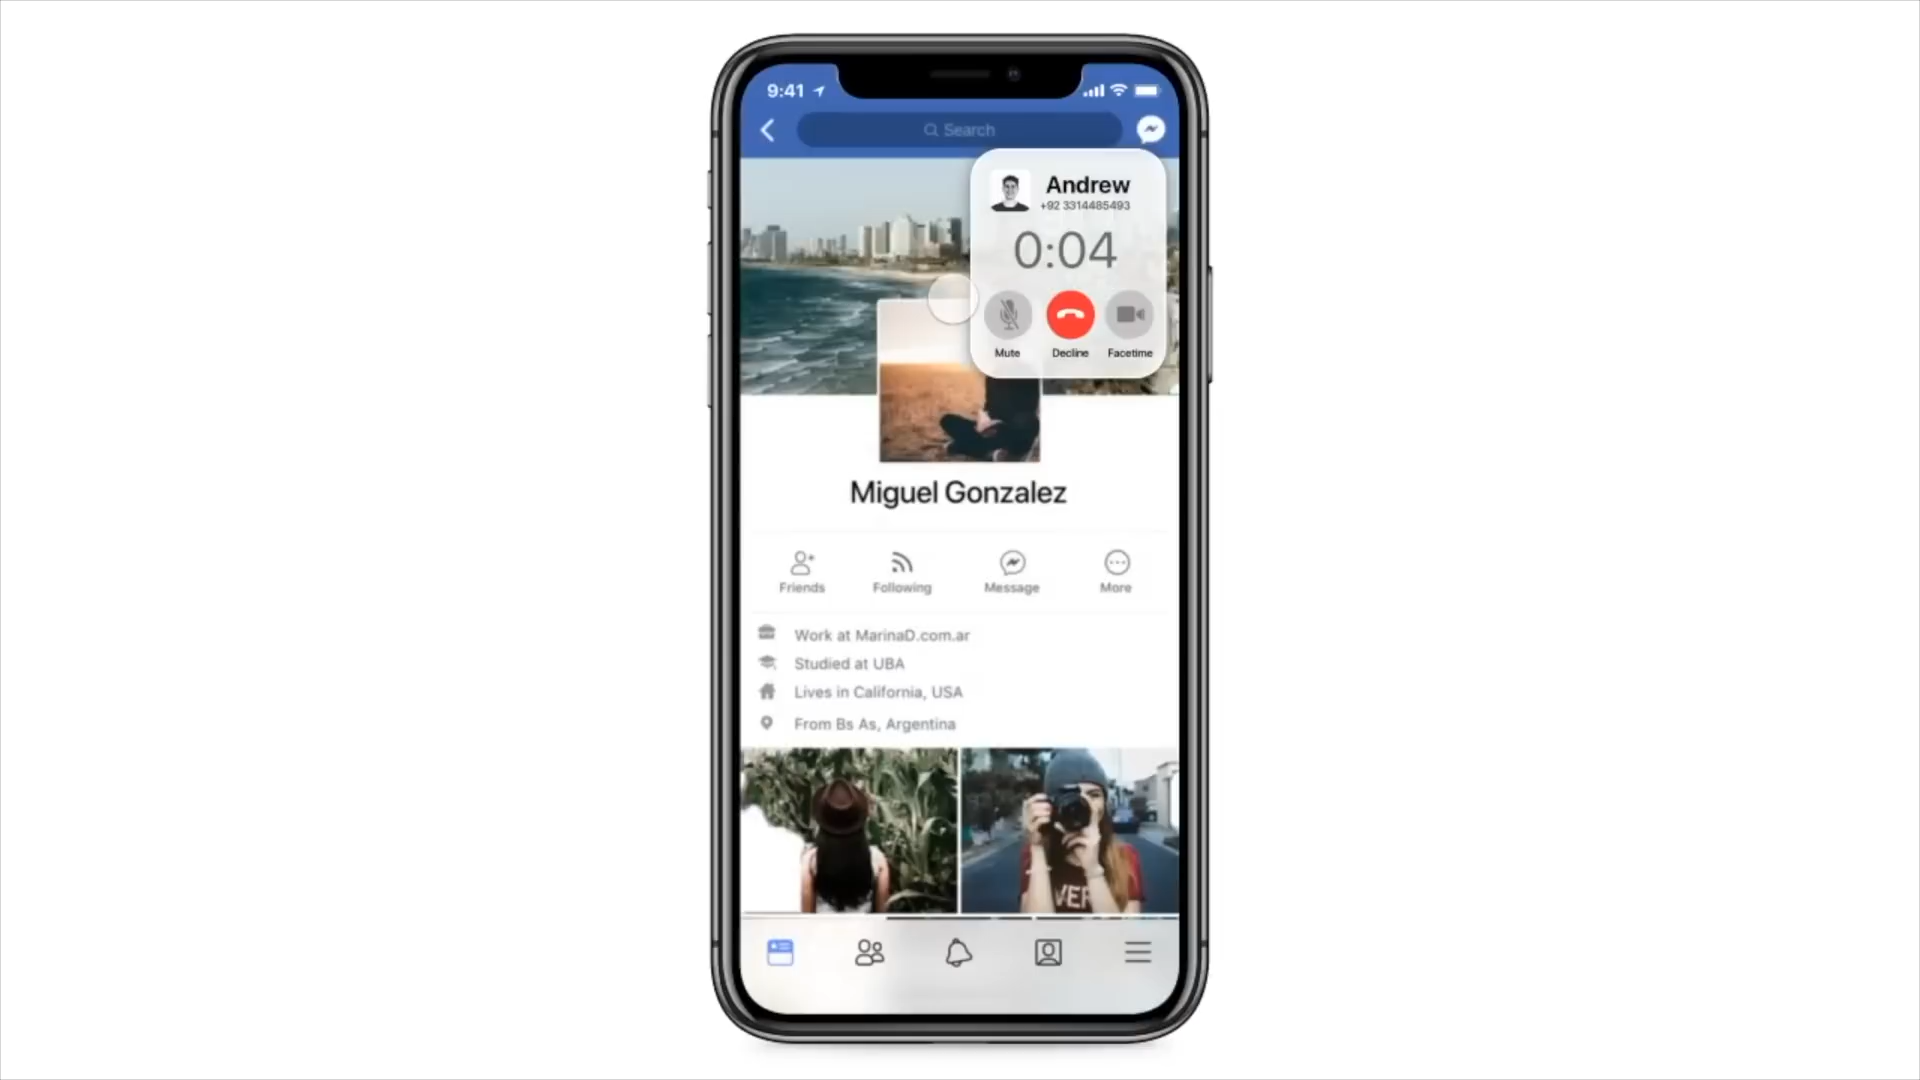 9:41
Search
Andrew
+92 3314485493
0:04
Mute
Decline
Facetime
Miguel Gonzalez
Friends
Following
Message
More
Work at MarinaD.com.ar
Studied at UBA
Lives in California, USA
From Bs As, Argentina
VER